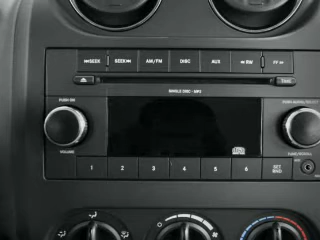 SEEK SEEK AM/FM DISC AUX RW FF
SINGLE DISC - MP3
PUSH ON
VOLUME
1 2 3 4 5 6 SET